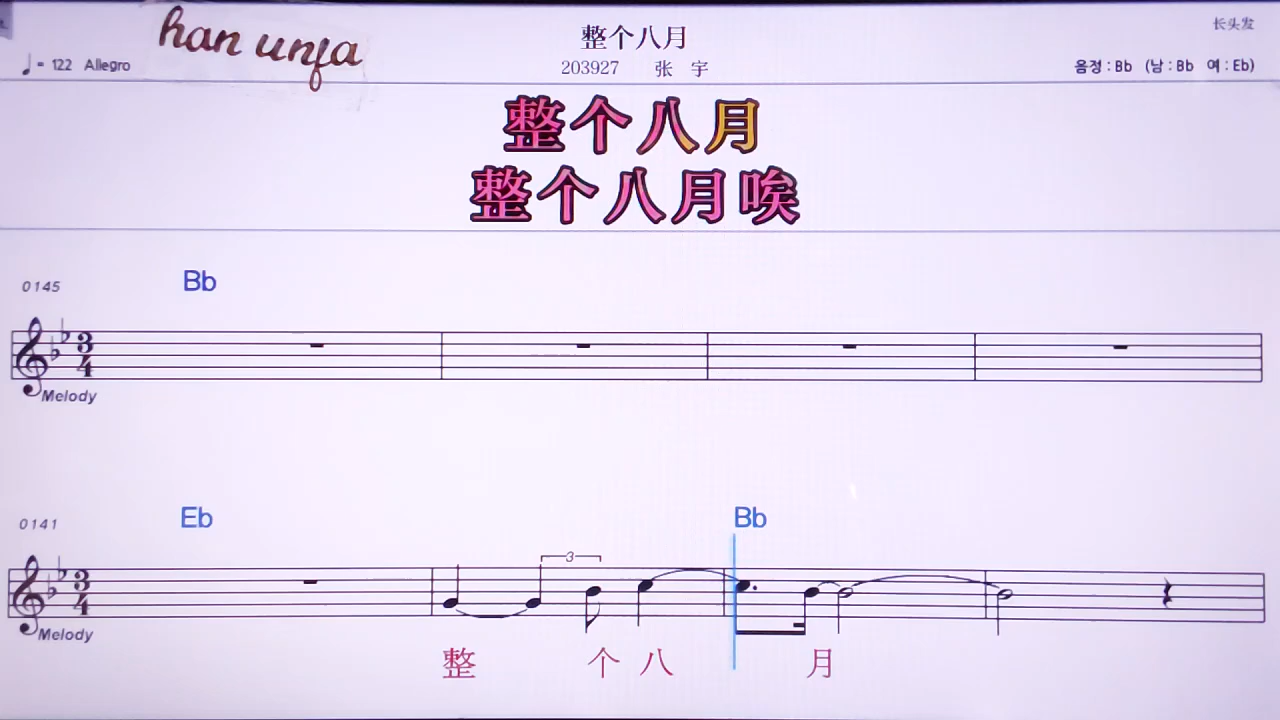 han unfa
整个八月
长头发
♩ = 122 Allegro
203927 张 宇
음정 : Bb (남 : Bb 여 : Eb)
整个八月
整个八月唉
0145
Bb
3
4
Melody
0141
Eb
Bb
3
3
4
Melody
整 个 八 月